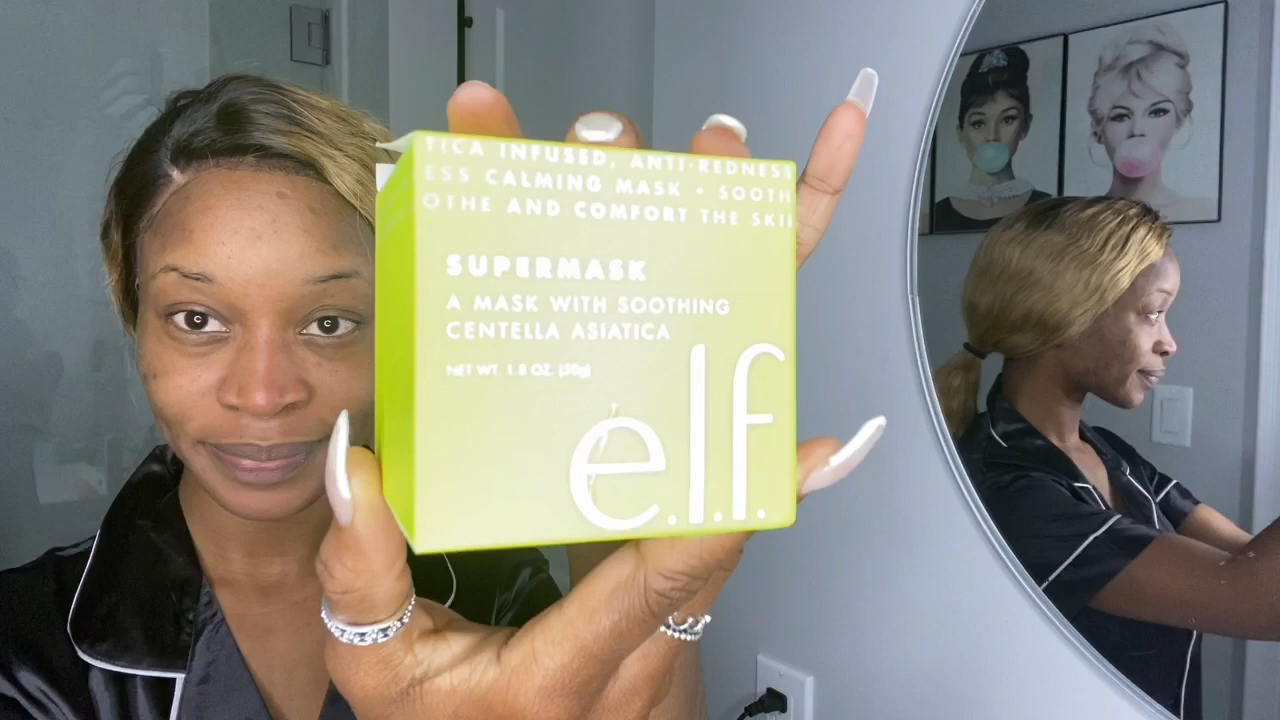 TICA INFUSED, ANTI-REDNESS
ESS CALMING MASK • SOOTH
OTHE AND COMFORT THE SKI
SUPERMASK
A MASK WITH SOOTHING
CENTELLA ASIATICA
NET WT. 1.8 OZ. (50g)
e.l.f.